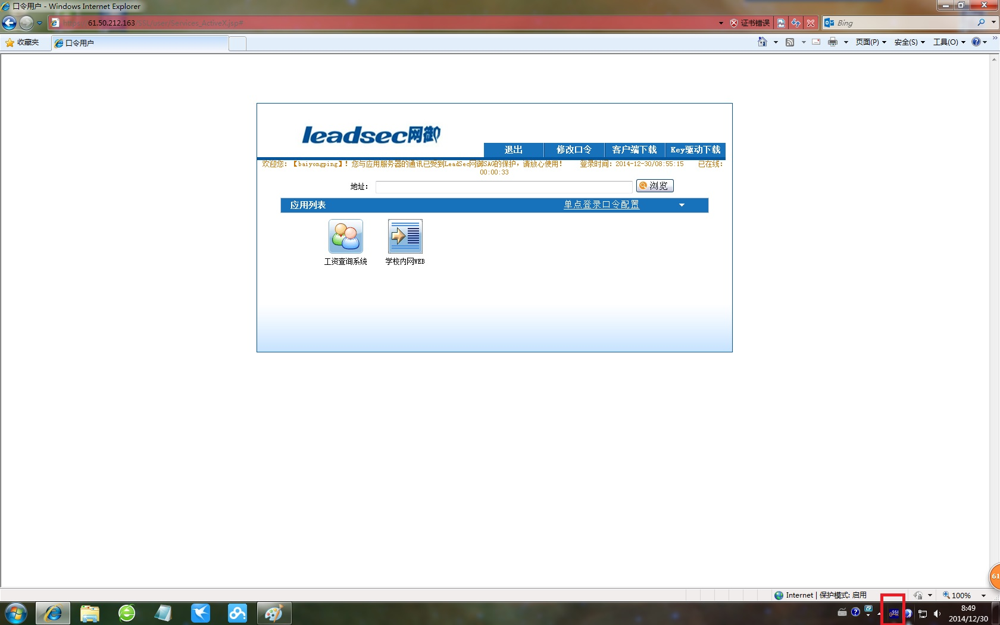 口令用户 - Windows Internet Explorer
https://61.50.212.163/SSL/user/Services_ActiveX.jsp#
证书错误
Bing
收藏夹
口令用户
页面(P)
安全(S)
工具(O)
leadsec网御
退出
修改口令
客户端下载
Key驱动下载
欢迎您：【baiyongping】！您与应用服务器的通讯已受到LeadSec网御SAG的保护，请放心使用！ 登录时间：2014-12-30/08:55:15 已在线：
00:00:33
地址：
浏览
应用列表
单点登录口令配置
工资查询系统
学校内网WEB
61
Internet | 保护模式: 启用
100%
8:49
2014/12/30